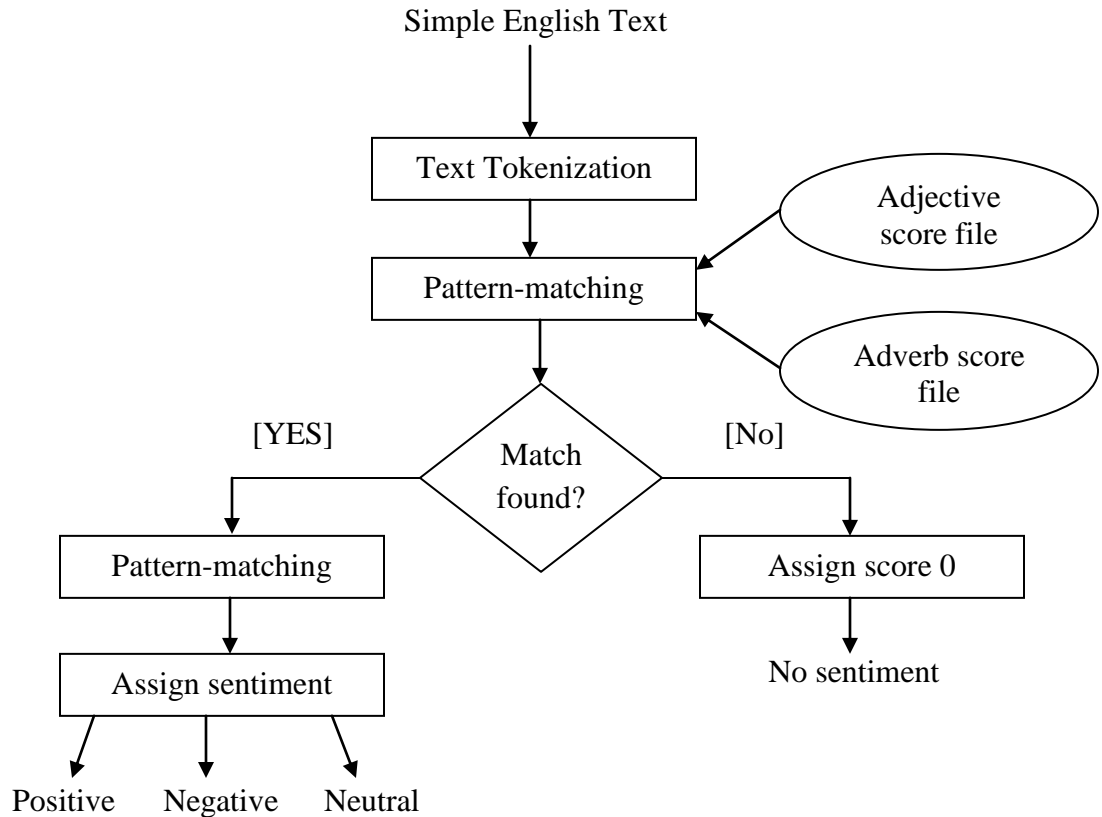 Simple English Text
Text Tokenization
Adjective
score file
Pattern-matching
Adverb score
file
[YES]
[No]
Match
found?
Pattern-matching
Assign score 0
Assign sentiment
No sentiment
Positive
Negative
Neutral